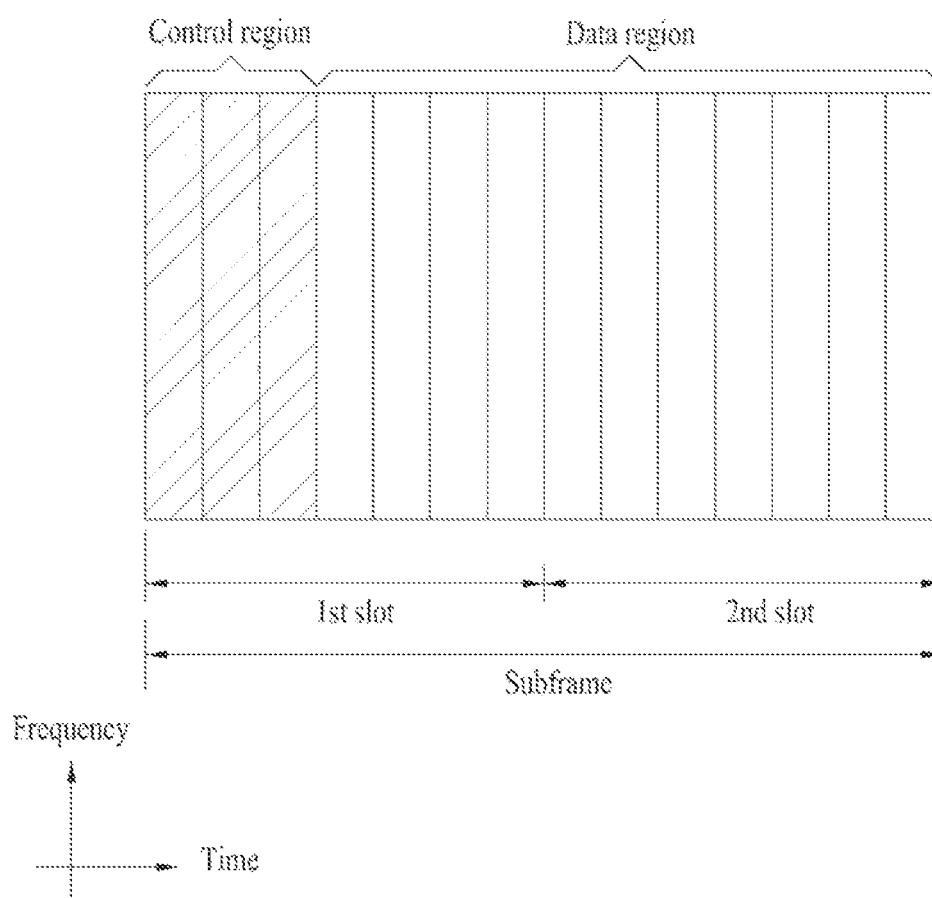 Control region
Data region
1st slot
2nd slot
Subframe
Frequency
Time